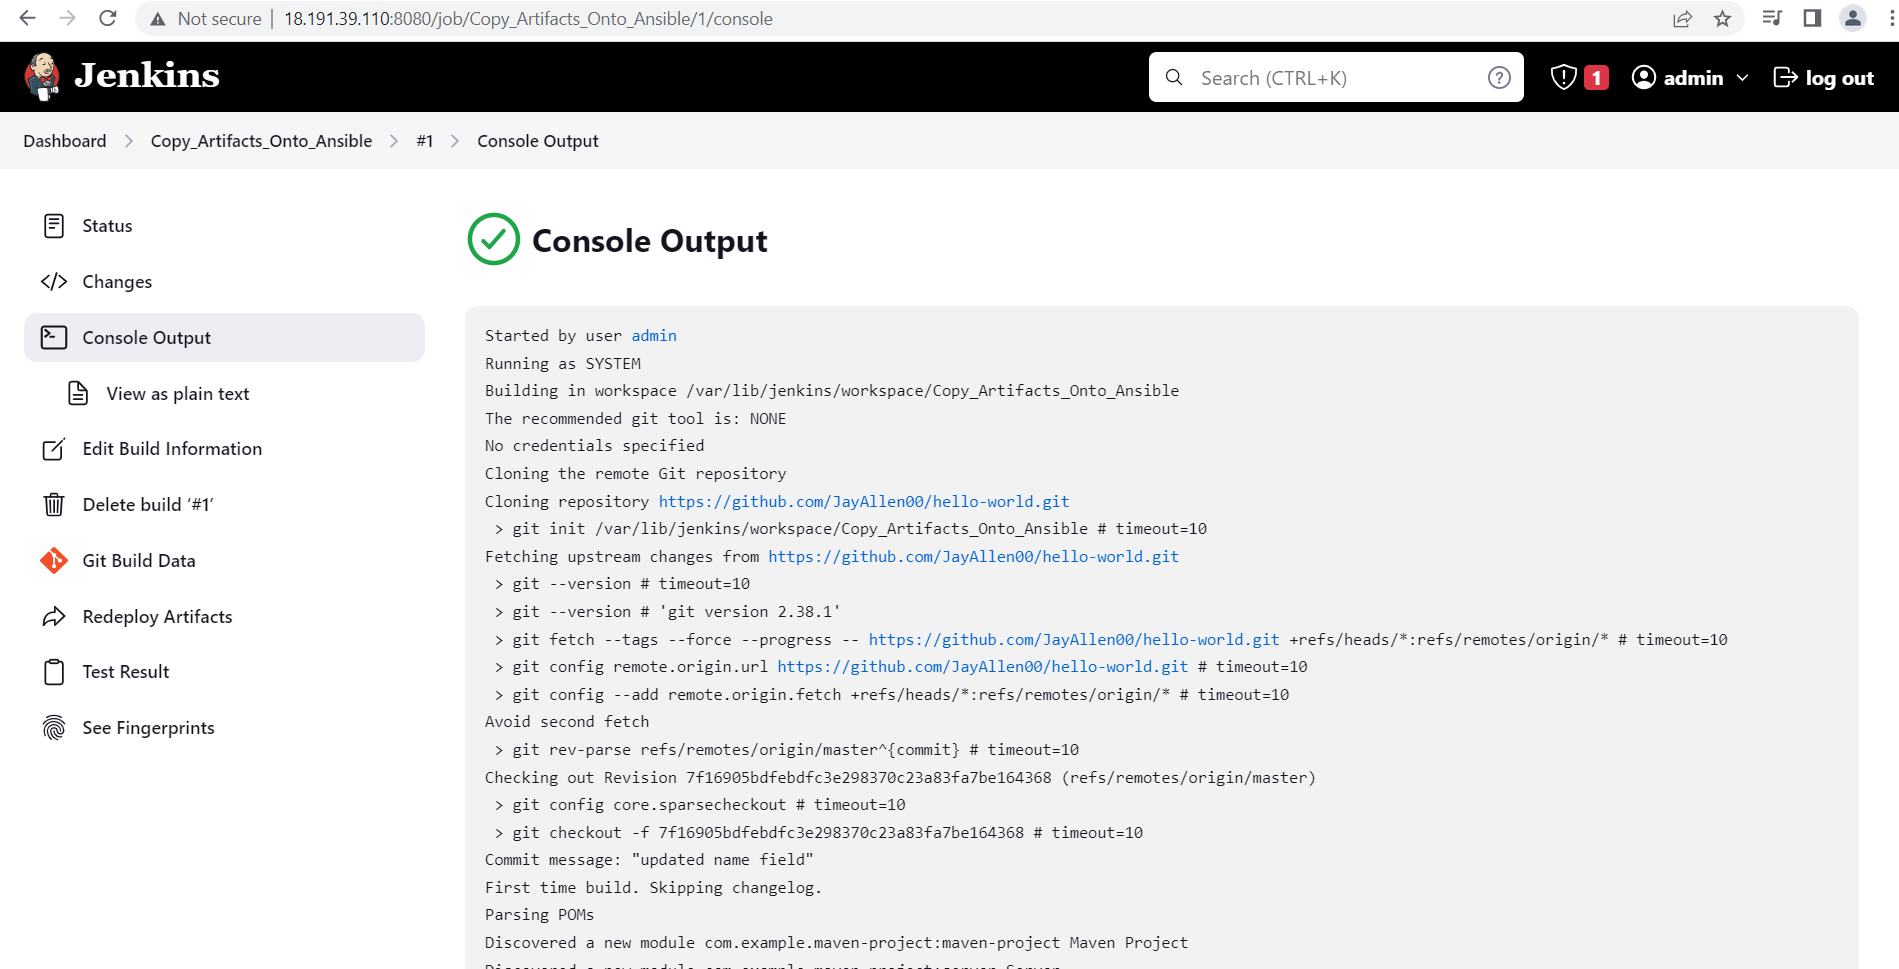 Not secure | 18.191.39.110:8080/job/Copy_Artifacts_Onto_Ansible/1/console
Jenkins
Search (CTRL+K)
?
1
admin
log out
Dashboard > Copy_Artifacts_Onto_Ansible > #1 > Console Output
Status
Changes
Console Output
View as plain text
Edit Build Information
Delete build ‘#1’
Git Build Data
Redeploy Artifacts
Test Result
See Fingerprints
Console Output
Started by user admin
Running as SYSTEM
Building in workspace /var/lib/jenkins/workspace/Copy_Artifacts_Onto_Ansible
The recommended git tool is: NONE
No credentials specified
Cloning the remote Git repository
Cloning repository https://github.com/JayAllen00/hello-world.git
 > git init /var/lib/jenkins/workspace/Copy_Artifacts_Onto_Ansible # timeout=10
Fetching upstream changes from https://github.com/JayAllen00/hello-world.git
 > git --version # timeout=10
 > git --version # 'git version 2.38.1'
 > git fetch --tags --force --progress -- https://github.com/JayAllen00/hello-world.git +refs/heads/*:refs/remotes/origin/* # timeout=10
 > git config remote.origin.url https://github.com/JayAllen00/hello-world.git # timeout=10
 > git config --add remote.origin.fetch +refs/heads/*:refs/remotes/origin/* # timeout=10
Avoid second fetch
 > git rev-parse refs/remotes/origin/master^{commit} # timeout=10
Checking out Revision 7f16905bdfebdfc3e298370c23a83fa7be164368 (refs/remotes/origin/master)
 > git config core.sparsecheckout # timeout=10
 > git checkout -f 7f16905bdfebdfc3e298370c23a83fa7be164368 # timeout=10
Commit message: "updated name field"
First time build. Skipping changelog.
Parsing POMs
Discovered a new module com.example.maven-project:maven-project Maven Project
Discovered a new module com.example.maven-project:server Server